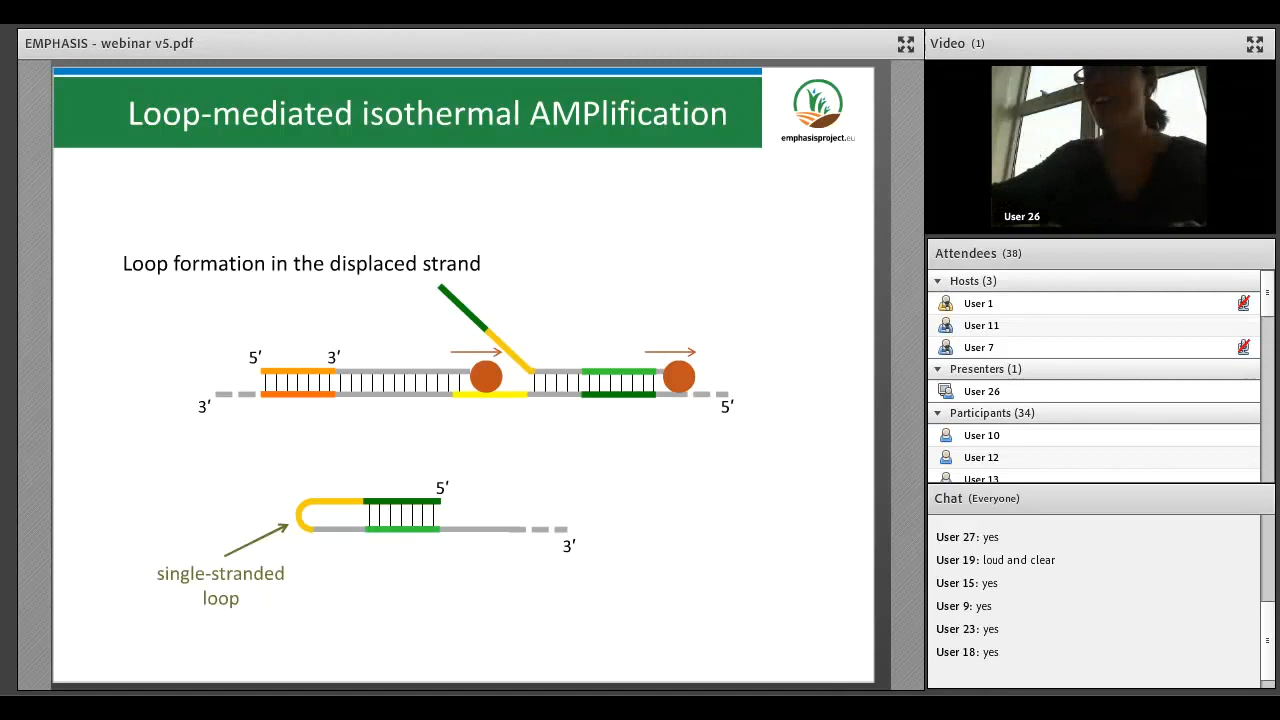 EMPHASIS - webinar v5.pdf
Loop-mediated isothermal AMPlification
emphasisproject.eu
Loop formation in the displaced strand
5′
3′
3′
5′
5′
3′
single-stranded
loop
Video (1)
User 26
Attendees (38)
Hosts (3)
User 1
User 11
User 7
Presenters (1)
User 26
Participants (34)
User 10
User 12
User 13
Chat (Everyone)
User 27: yes
User 19: loud and clear
User 15: yes
User 9: yes
User 23: yes
User 18: yes